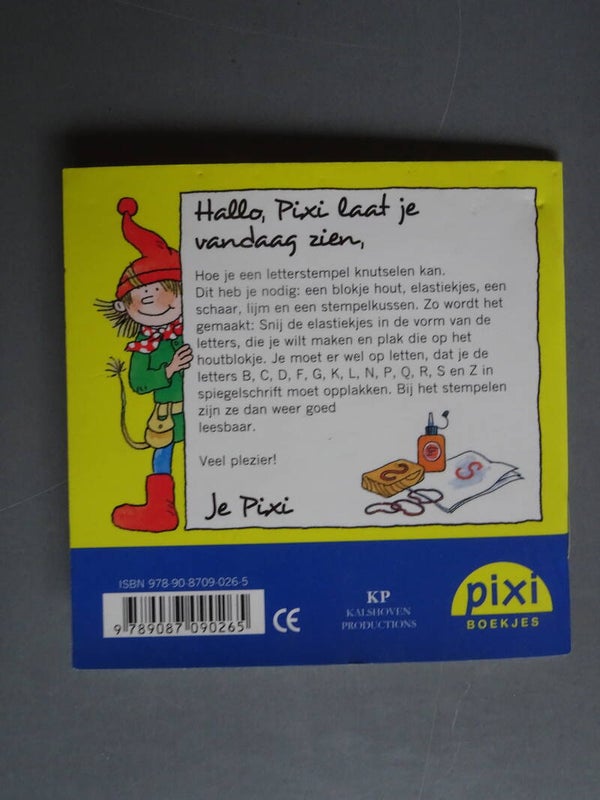 Hallo, Pixi laat je
vandaag zien,
Hoe je een letterstempel knutselen kan.
Dit heb je nodig: een blokje hout, elastiekjes, een
schaar, lijm en een stempelkussen. Zo wordt het
gemaakt: Snij de elastiekjes in de vorm van de
letters, die je wilt maken en plak die op het
houtblokje. Je moet er wel op letten, dat je de
letters B, C, D, F, G, K, L, N, P, Q, R, S en Z in
spiegelschrift moet opplakken. Bij het stempelen
zijn ze dan weer goed
leesbaar.
Veel plezier!
Je Pixi
S
ISBN 978-90-8709-026-5
9 789087 090265
CE
KP
KALSHOVEN
PRODUCTIONS
pixi
BOEKJES